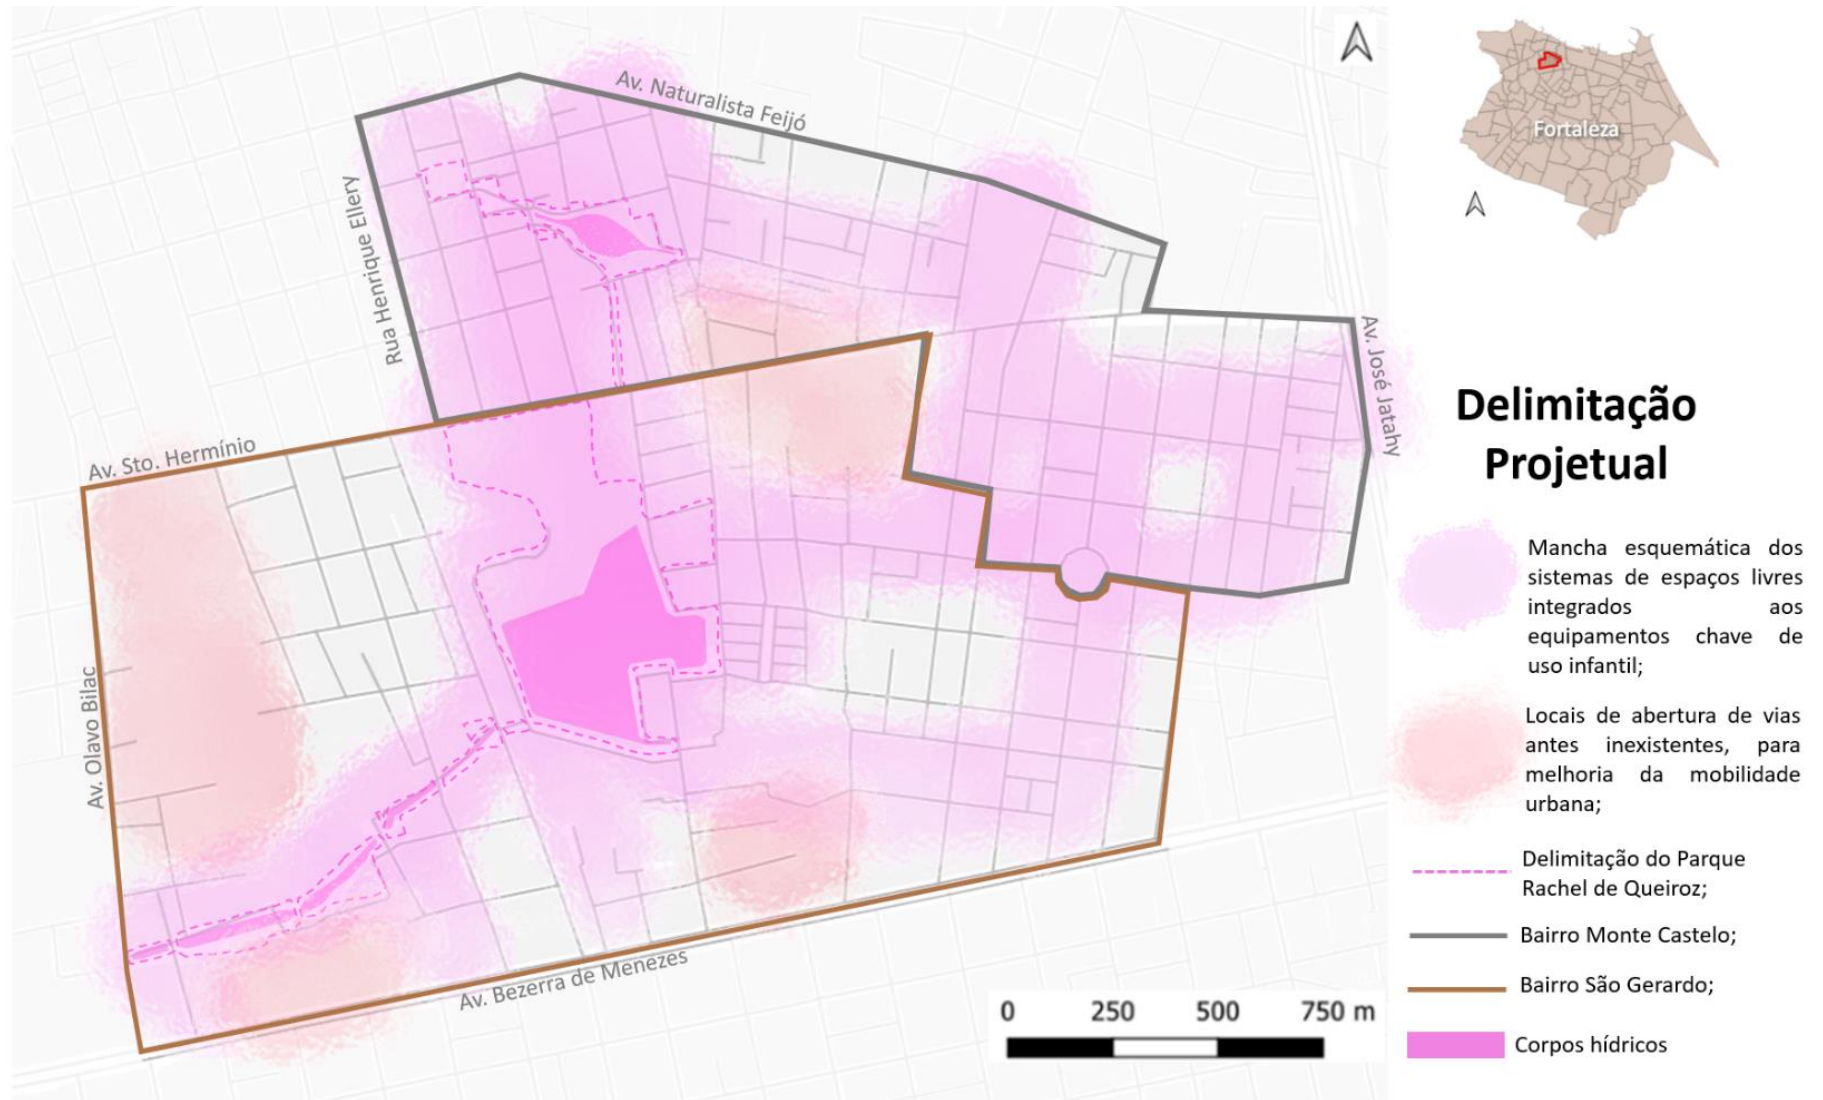 Av. Naturalista Feijó
Rua Henrique Ellery
Av. José Jatahy
Av. Sto. Hermínio
Av. Olavo Bilac
Av. Bezerra de Menezes
0 250 500 750 m
Fortaleza
Delimitação
Projetual
Mancha esquemática dos
sistemas de espaços livres
integrados aos
equipamentos chave de
uso infantil;
Locais de abertura de vias
antes inexistentes, para
melhoria da mobilidade
urbana;
Delimitação do Parque
Rachel de Queiroz;
Bairro Monte Castelo;
Bairro São Gerardo;
Corpos hídricos